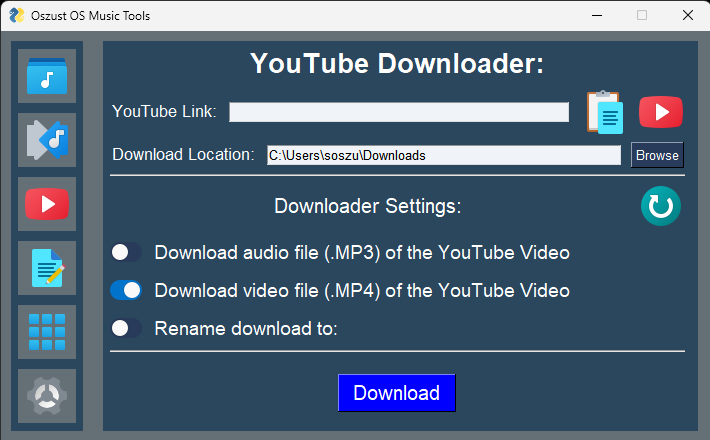 Oszust OS Music Tools
YouTube Downloader:
YouTube Link:
Download Location: C:\Users\soszu\Downloads Browse
Downloader Settings:
Download audio file (.MP3) of the YouTube Video
Download video file (.MP4) of the YouTube Video
Rename download to:
Download